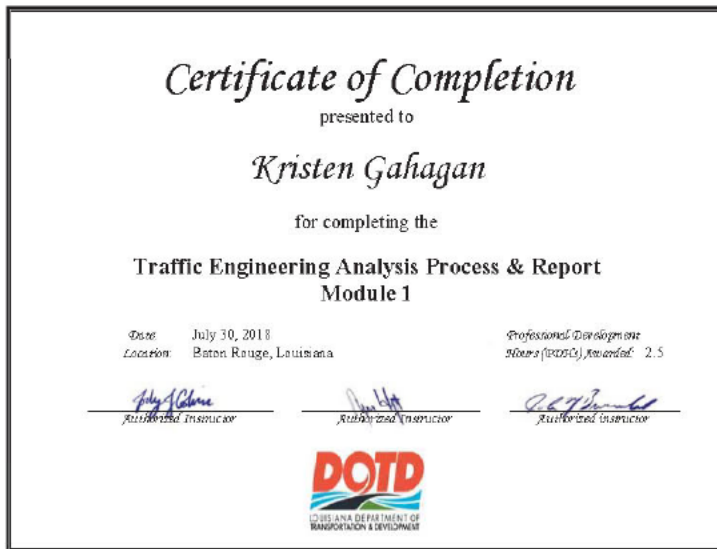 Certificate of Completion
presented to
Kristen Gahagan
for completing the
Traffic Engineering Analysis Process & Report
Module 1
Date: July 30, 2018
Location: Baton Rouge, Louisiana
Professional Development
Hours (PDH's) Awarded: 2.5
Authorized Instructor
Authorized Instructor
Authorized instructor
DOTD
LOUISIANA DEPARTMENT OF
TRANSPORTATION & DEVELOPMENT